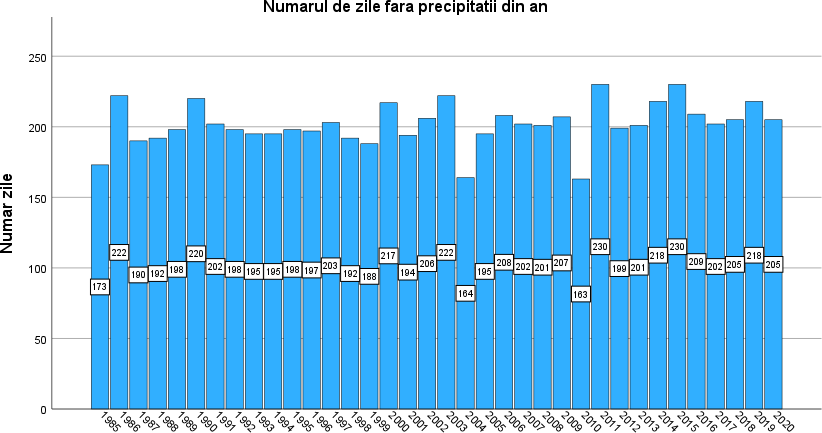 Numarul de zile fara precipitatii din an
Numar zile
250
200
150
100
50
0
173 222 190 192 198 220 202 198 195 195 198 197 203 192 188 217 194 206 222 164 195 208 202 201 207 163 230 199 201 218 230 209 202 205 218 205
1985 1986 1987 1988 1989 1990 1991 1992 1993 1994 1995 1996 1997 1998 1999 2000 2001 2002 2003 2004 2005 2006 2007 2008 2009 2010 2011 2012 2013 2014 2015 2016 2017 2018 2019 2020